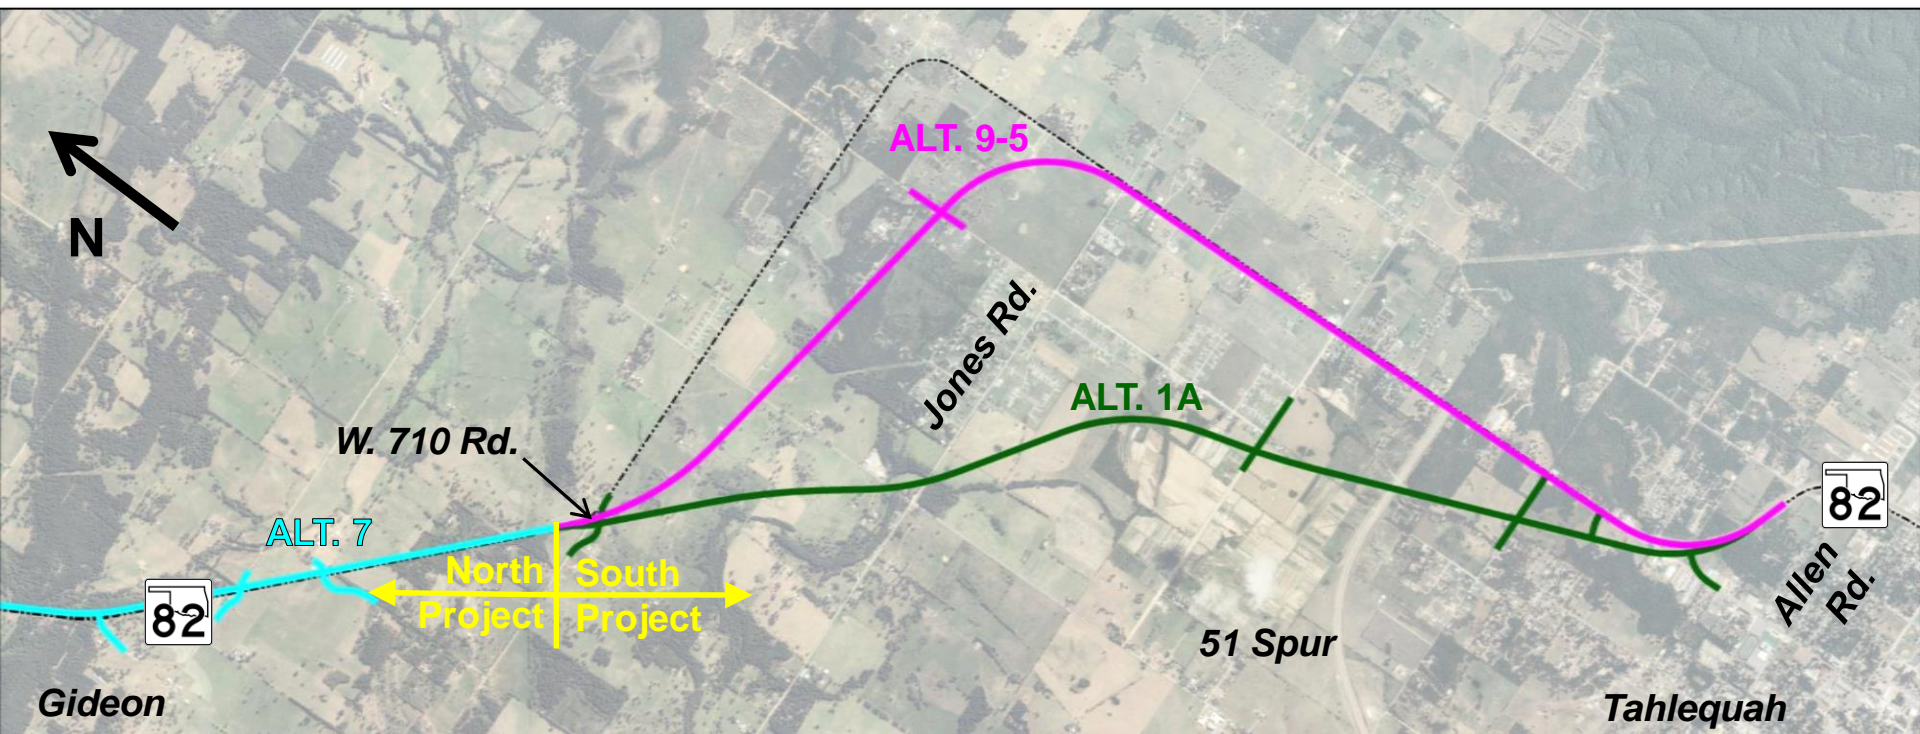 ALT. 9-5
N
Jones Rd.
ALT. 1A
W. 710 Rd.
82
ALT. 7
North
Project
South
Project
82
Allen
Rd.
51 Spur
Gideon
Tahlequah